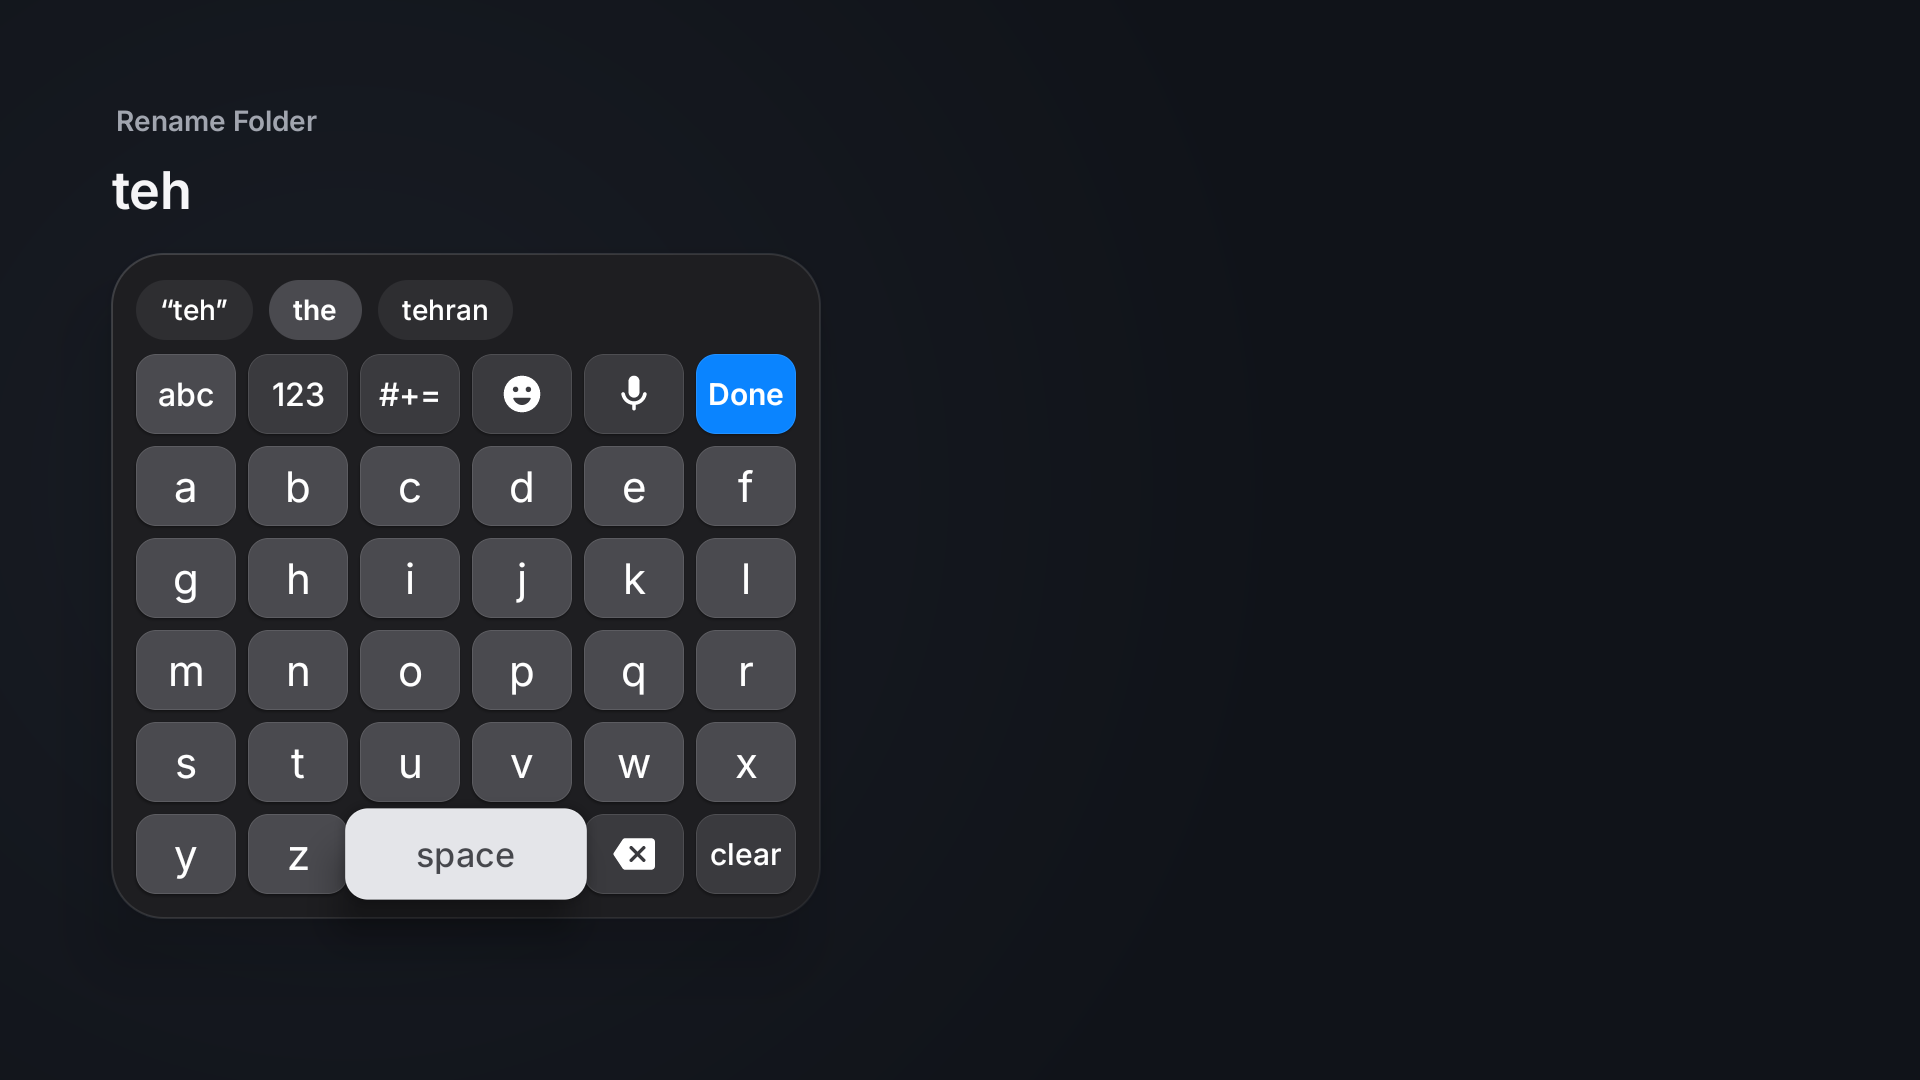 Rename Folder
teh
“teh” the tehran
abc 123 #+= Done
a b c d e f
g h i j k l
m n o p q r
s t u v w x
y z space clear